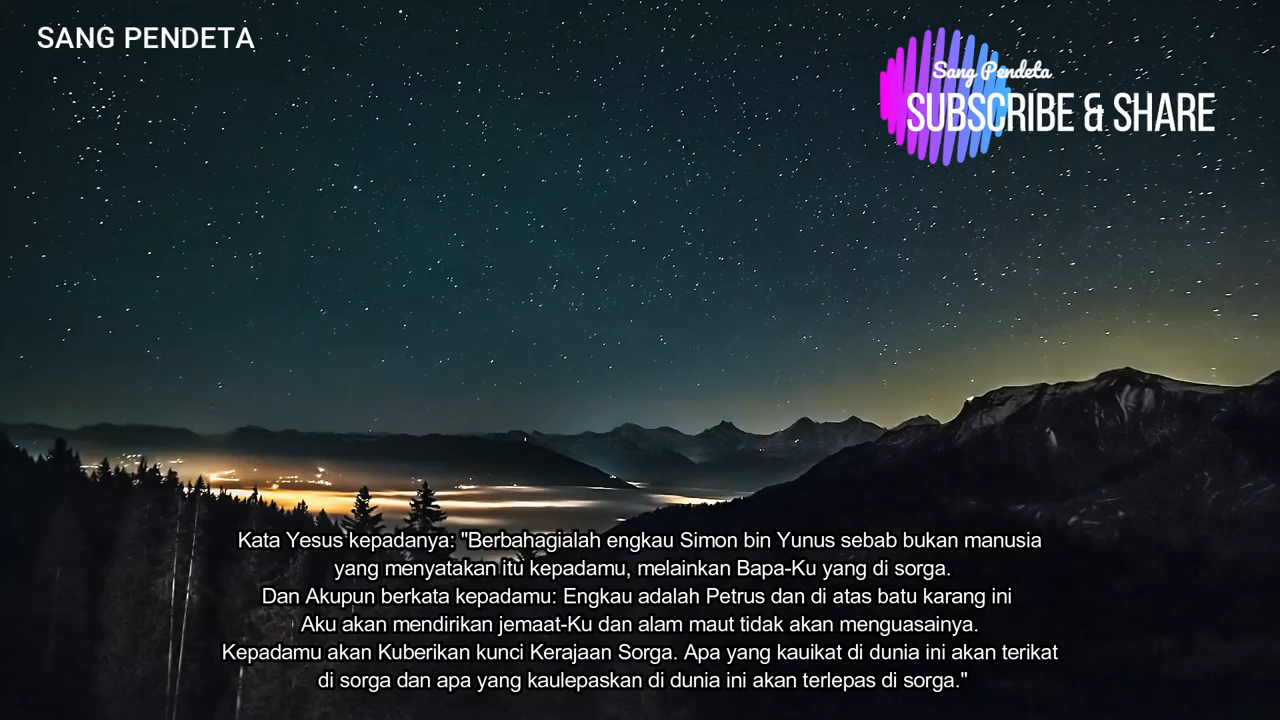 SANG PENDETA
Sang Pendeta
SUBSCRIBE & SHARE
Kata Yesus kepadanya: "Berbahagialah engkau Simon bin Yunus sebab bukan manusia
yang menyatakan itu kepadamu, melainkan Bapa-Ku yang di sorga.
Dan Akupun berkata kepadamu: Engkau adalah Petrus dan di atas batu karang ini
Aku akan mendirikan jemaat-Ku dan alam maut tidak akan menguasainya.
Kepadamu akan Kuberikan kunci Kerajaan Sorga. Apa yang kauikat di dunia ini akan terikat
di sorga dan apa yang kaulepaskan di dunia ini akan terlepas di sorga."